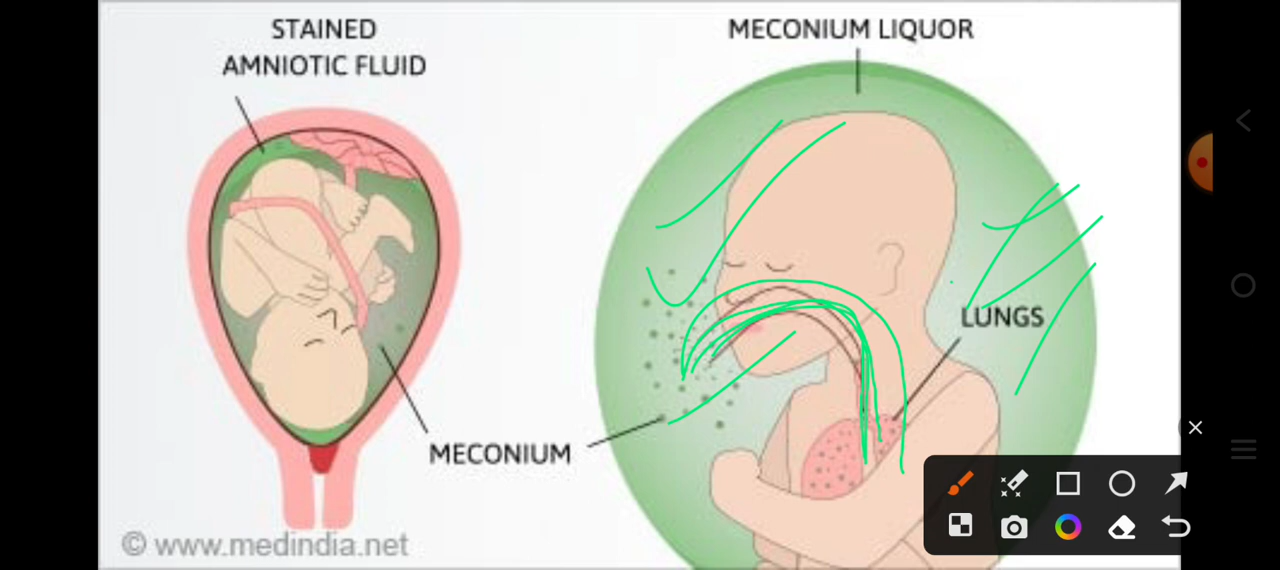 STAINED
AMNIOTIC FLUID
MECONIUM LIQUOR
LUNGS
MECONIUM
© www.medindia.net